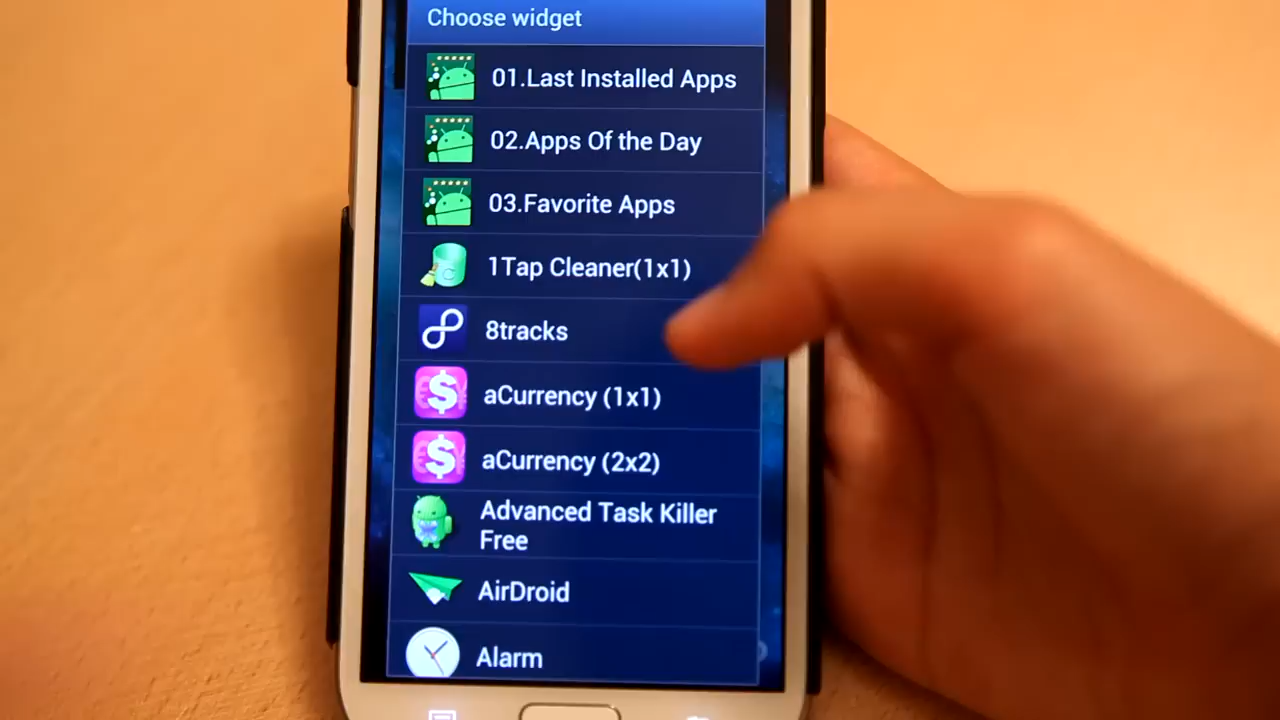 Choose widget
01.Last Installed Apps
02.Apps Of the Day
03.Favorite Apps
1Tap Cleaner(1x1)
8tracks
aCurrency (1x1)
aCurrency (2x2)
Advanced Task Killer
Free
AirDroid
Alarm